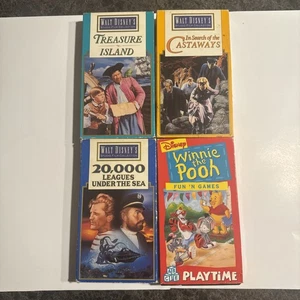 WALT DISNEY'S
TREASURE
ISLAND
WALT DISNEY'S
In Search of the
CASTAWAYS
WALT DISNEY'S
20,000
LEAGUES
UNDER THE SEA
Disney
Winnie the
Pooh
FUN 'N GAMES
PLAYTIME